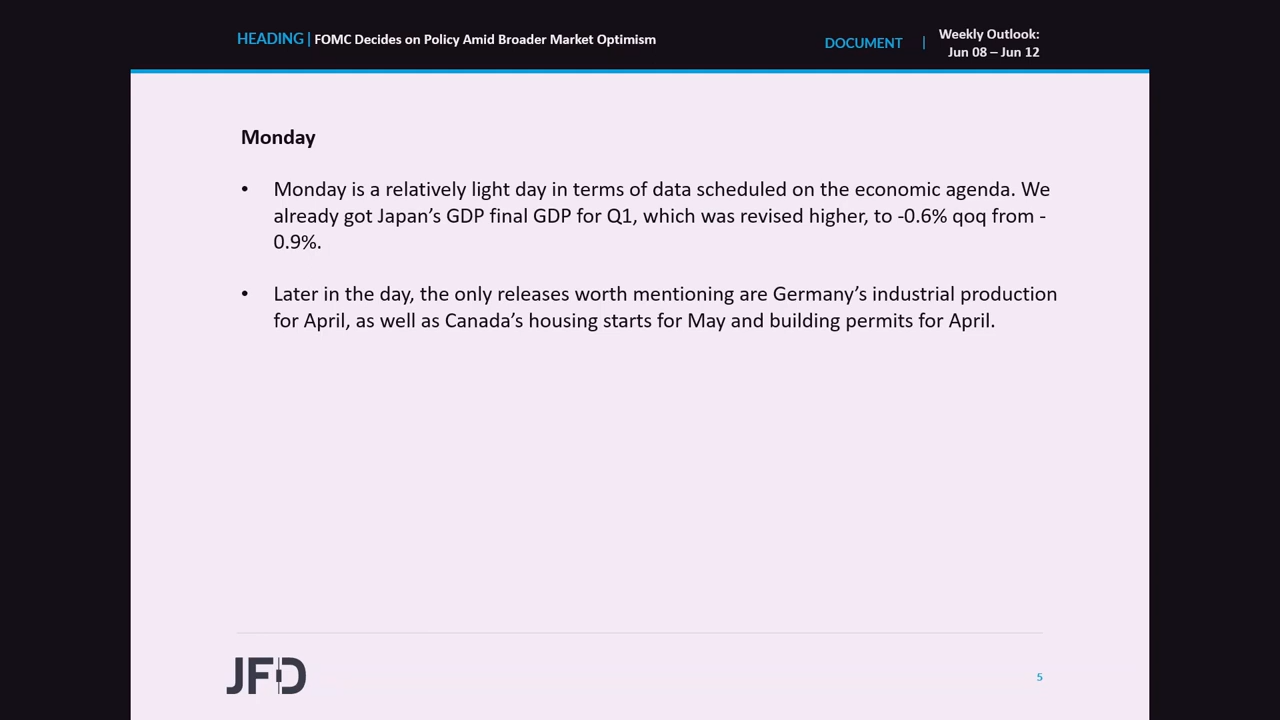 HEADING | FOMC Decides on Policy Amid Broader Market Optimism
DOCUMENT | Weekly Outlook:
Jun 08 – Jun 12
Monday
• Monday is a relatively light day in terms of data scheduled on the economic agenda. We
already got Japan’s GDP final GDP for Q1, which was revised higher, to -0.6% qoq from -
0.9%.
• Later in the day, the only releases worth mentioning are Germany’s industrial production
for April, as well as Canada’s housing starts for May and building permits for April.
JFD
5